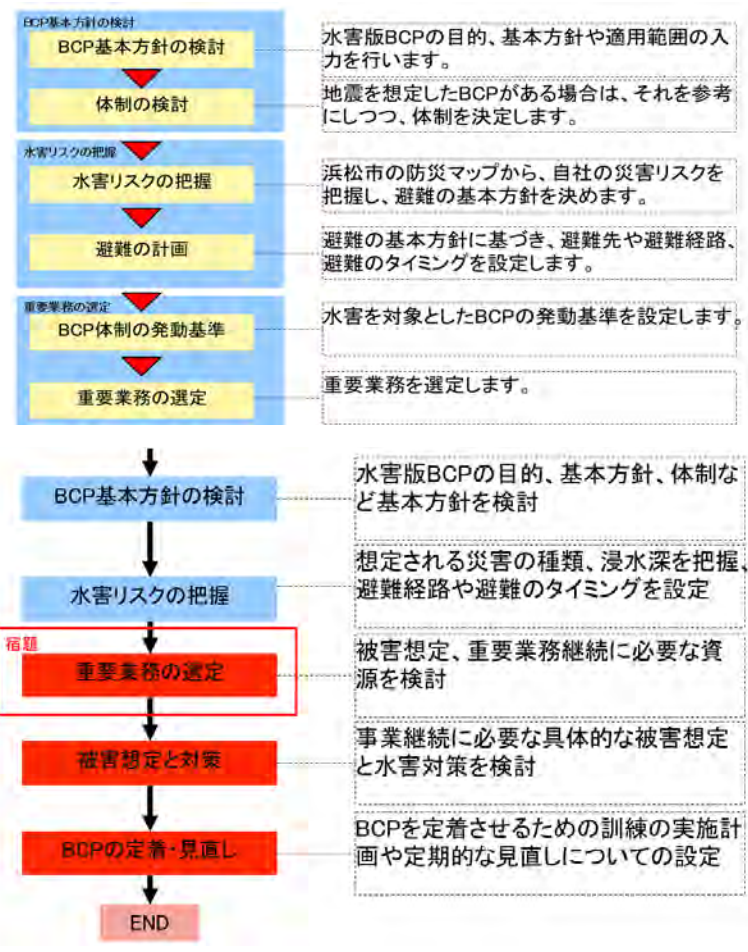 BCP基本方針の検討
BCP基本方針の検討
水害版BCPの目的、基本方針や適用範囲の入
力を行います。
体制の検討
地震を想定したBCPがある場合は、それを参考
にしつつ、体制を決定します。
水害リスクの把握
水害リスクの把握
浜松市の防災マップから、自社の災害リスクを
把握し、避難の基本方針を決めます。
避難の計画
避難の基本方針に基づき、避難先や避難経路、
避難のタイミングを設定します。
重要業務の選定
BCP体制の発動基準
水害を対象としたBCPの発動基準を設定します。
重要業務の選定
重要業務を選定します。
BCP基本方針の検討
水害版BCPの目的、基本方針、体制な
ど基本方針を検討
水害リスクの把握
想定される災害の種類、浸水深を把握、
避難経路や避難のタイミングを設定
宿題
重要業務の選定
被害想定、重要業務継続に必要な資
源を検討
被害想定と対策
事業継続に必要な具体的な被害想定
と水害対策を検討
BCPの定着・見直し
BCPを定着させるための訓練の実施計
画や定期的な見直しについての設定
END